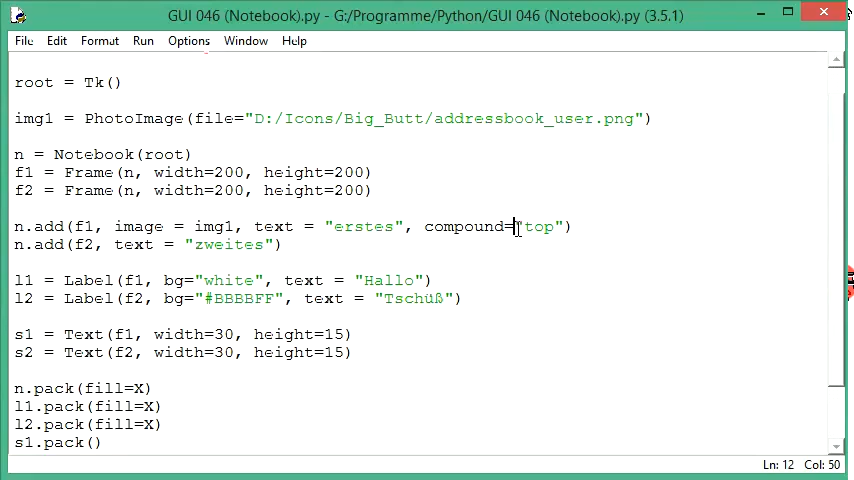 GUI 046 (Notebook).py - G:/Programme/Python/GUI 046 (Notebook).py (3.5.1)
File Edit Format Run Options Window Help
root = Tk()
img1 = PhotoImage(file="D:/Icons/Big_Butt/addressbook_user.png")
n = Notebook(root)
f1 = Frame(n, width=200, height=200)
f2 = Frame(n, width=200, height=200)
n.add(f1, image = img1, text = "erstes", compound="top")
n.add(f2, text = "zweites")
l1 = Label(f1, bg="white", text = "Hallo")
l2 = Label(f2, bg="#BBBBFF", text = "Tschüß")
s1 = Text(f1, width=30, height=15)
s2 = Text(f2, width=30, height=15)
n.pack(fill=X)
l1.pack(fill=X)
l2.pack(fill=X)
s1.pack()
Ln: 12 Col: 50